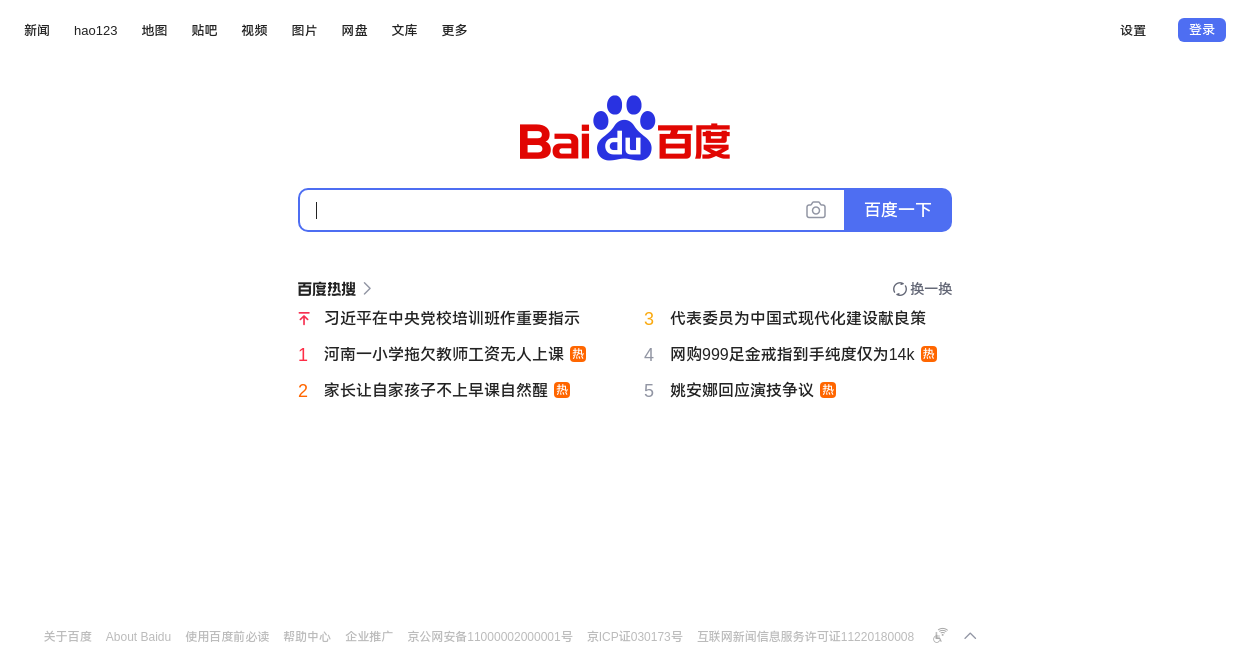 新闻 hao123 地图 贴吧 视频 图片 网盘 文库 更多 设置 登录
Bai du 百度
百度一下
百度热搜 换一换
习近平在中央党校培训班作重要指示
1 河南一小学拖欠教师工资无人上课 热
2 家长让自家孩子不上早课自然醒 热
3 代表委员为中国式现代化建设献良策
4 网购999足金戒指到手纯度仅为14k 热
5 姚安娜回应演技争议 热
关于百度 About Baidu 使用百度前必读 帮助中心 企业推广 京公网安备11000002000001号 京ICP证030173号 互联网新闻信息服务许可证11220180008